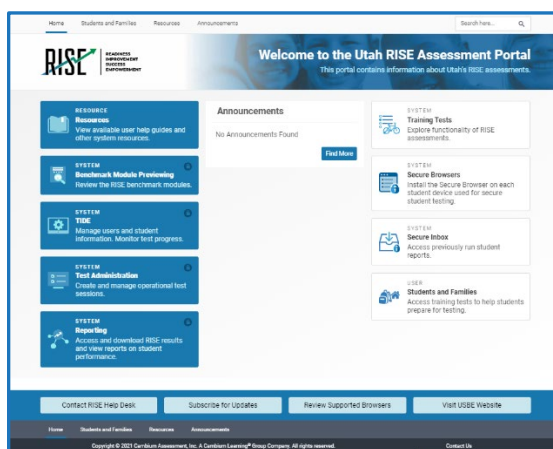 Home Students and Families Resources Announcements
Search here...
RISE
READINESS
IMPROVEMENT
SUCCESS
EMPOWERMENT
Welcome to the Utah RISE Assessment Portal
This portal contains information about Utah's RISE assessments.
RESOURCE
Resources
View available user help guides and
other system resources.
SYSTEM
Benchmark Module Previewing
Review the RISE benchmark modules.
SYSTEM
TIDE
Manage users and student
information. Monitor test progress.
SYSTEM
Test Administration
Create and manage operational test
sessions.
SYSTEM
Reporting
Access and download RISE results
and view reports on student
performance.
Announcements
No Announcements Found
Find More
SYSTEM
Training Tests
Explore functionality of RISE
assessments.
SYSTEM
Secure Browsers
Install the Secure Browser on each
student device used for secure
student testing.
SYSTEM
Secure Inbox
Access previously run student
reports.
USER
Students and Families
Access training tests to help students
prepare for testing.
Contact RISE Help Desk Subscribe for Updates Review Supported Browsers Visit USBE Website
Home Students and Families Resources Announcements
Copyright © 2021 Cambium Assessment, Inc. A Cambium Learning® Group Company. All rights reserved. Contact Us